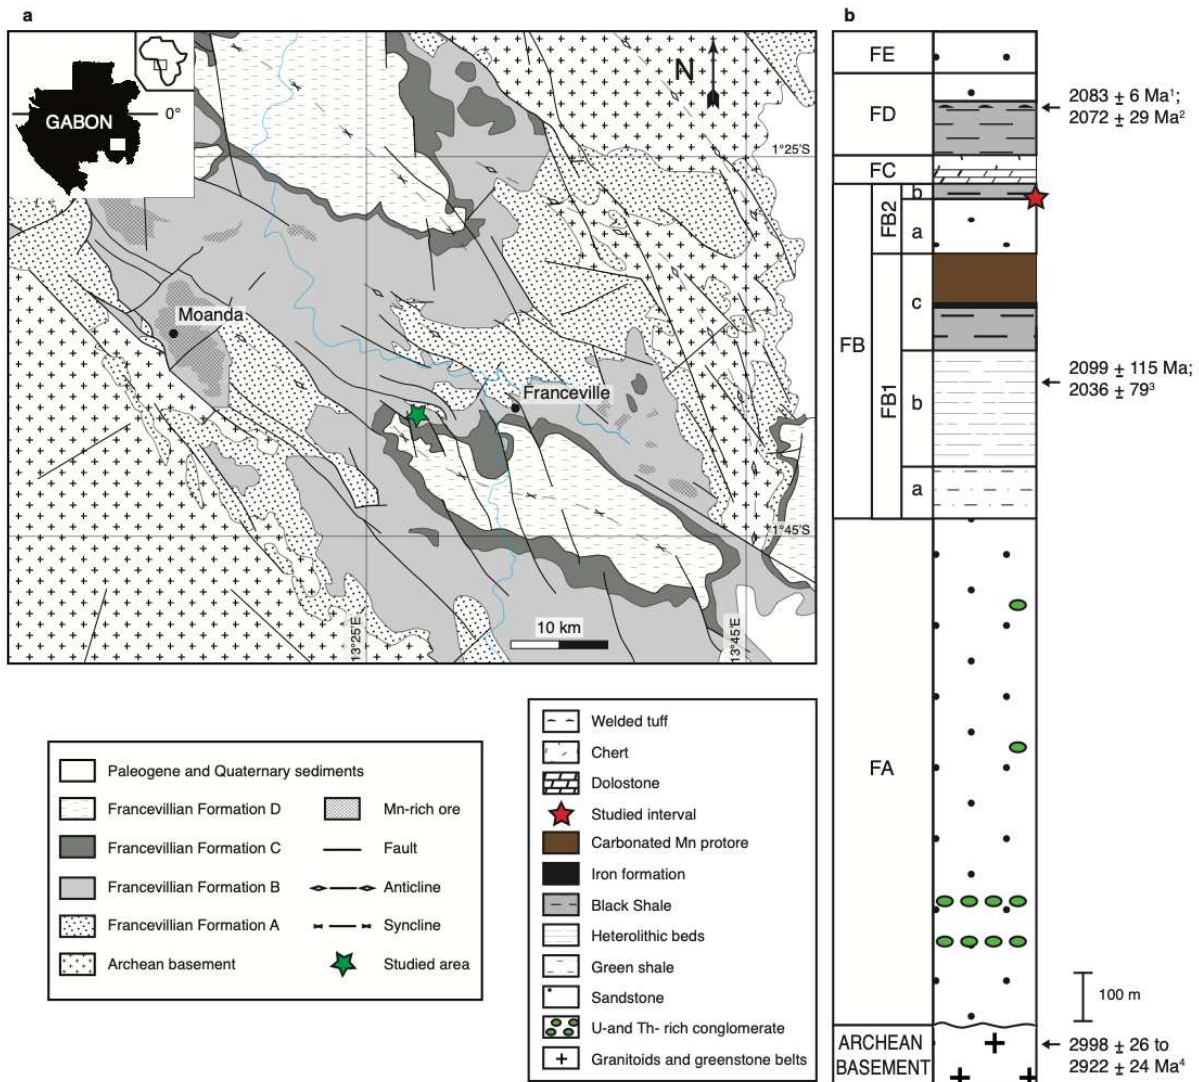 a
GABON
0°
N
1°25'S
Moanda
Franceville
1°45'S
13°25'E
10 km
13°45'E
Paleogene and Quaternary sediments
Francevillian Formation D
Francevillian Formation C
Francevillian Formation B
Francevillian Formation A
Archean basement
Mn-rich ore
Fault
Anticline
Syncline
Studied area
Welded tuff
Chert
Dolostone
Studied interval
Carbonated Mn protore
Iron formation
Black Shale
Heterolithic beds
Green shale
Sandstone
U-and Th- rich conglomerate
Granitoids and greenstone belts
b
FE
FD
2083 ± 6 Ma¹;
2072 ± 29 Ma²
FC
FB
FB2
b
a
FB1
c
b
a
2099 ± 115 Ma;
2036 ± 79³
FA
100 m
ARCHEAN
BASEMENT
2998 ± 26 to
2922 ± 24 Ma⁴